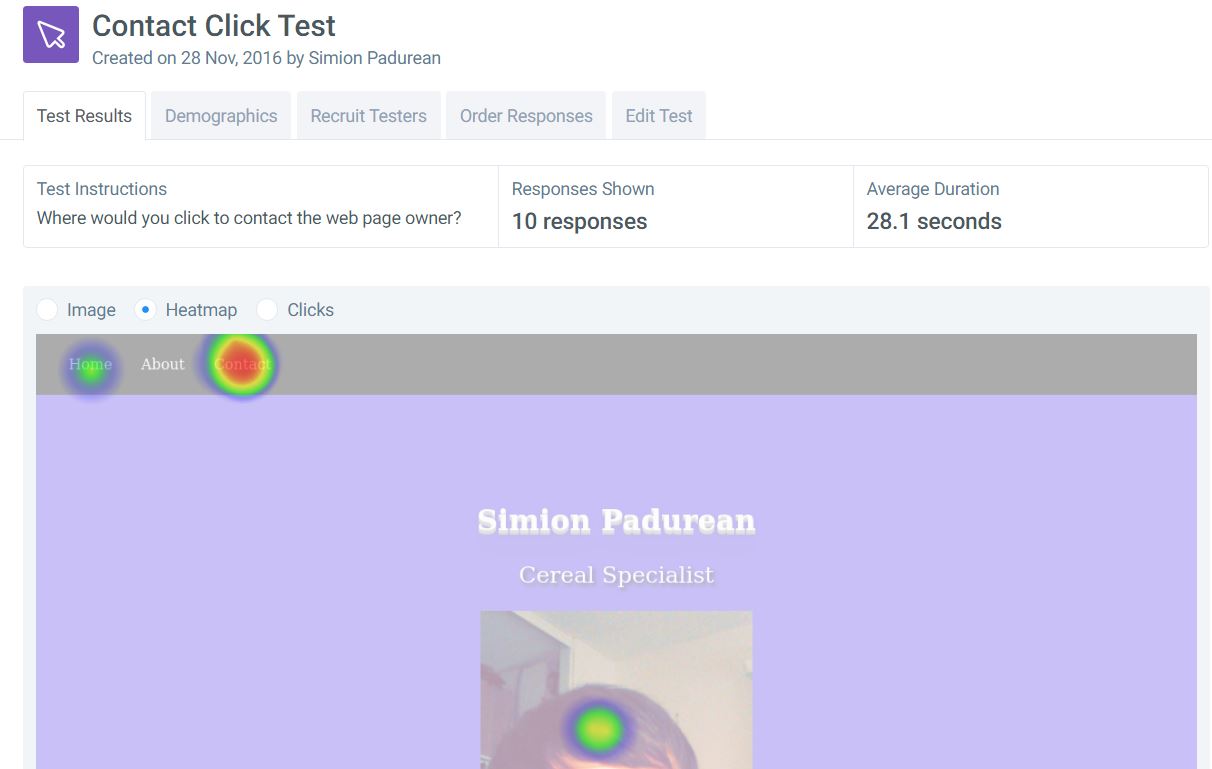 Contact Click Test
Created on 28 Nov, 2016 by Simion Padurean
Test Results Demographics Recruit Testers Order Responses Edit Test
Test Instructions Responses Shown Average Duration
Where would you click to contact the web page owner? 10 responses 28.1 seconds
Image Heatmap Clicks
Home About Contact
Simion Padurean
Cereal Specialist